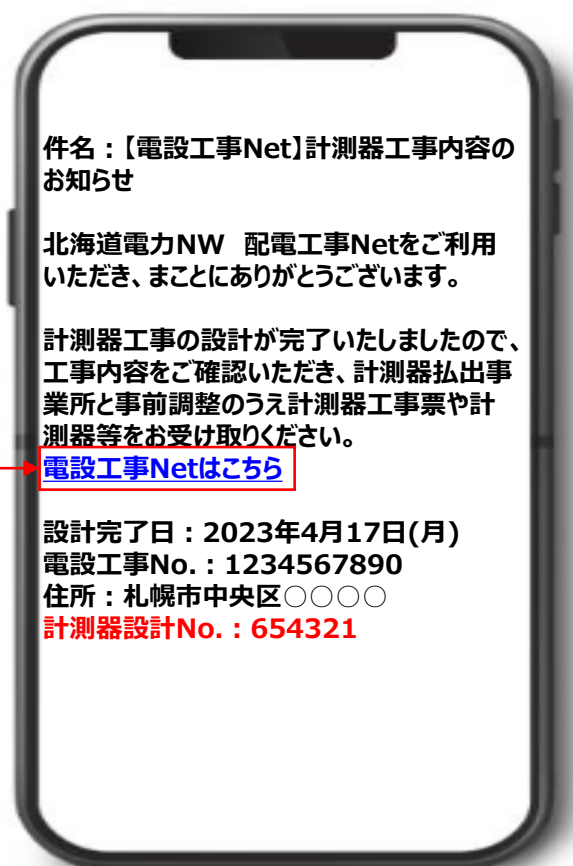 件名：【電設工事Net】計測器工事内容の
お知らせ
北海道電力NW 配電工事Netをご利用
いただき、まことにありがとうございます。
計測器工事の設計が完了いたしましたので、
工事内容をご確認いただき、計測器払出事
業所と事前調整のうえ計測器工事票や計
測器等をお受け取りください。
電設工事Netはこちら
設計完了日：2023年4月17日(月)
電設工事No.：1234567890
住所：札幌市中央区○○○○
計測器設計No.：654321